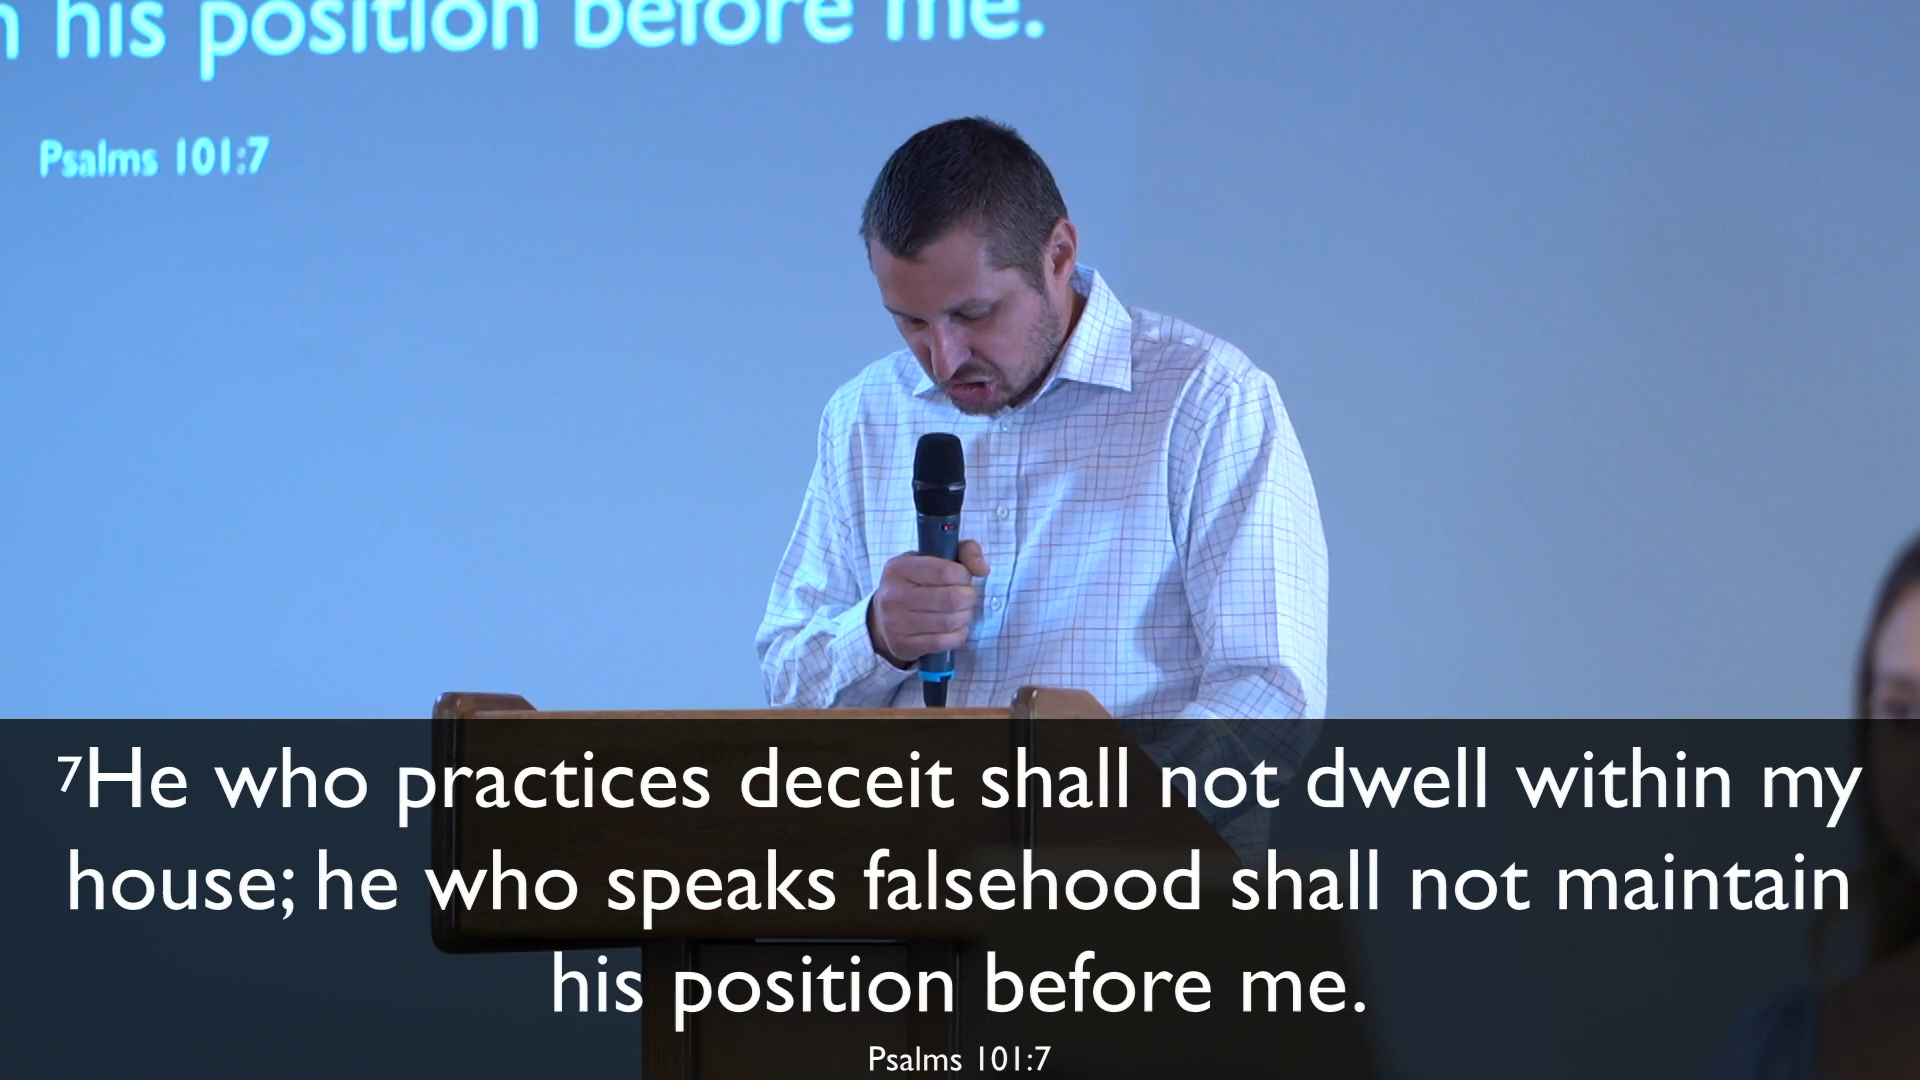 his position before me.
Psalms 101:7
7He who practices deceit shall not dwell within my
house; he who speaks falsehood shall not maintain
his position before me.
Psalms 101:7